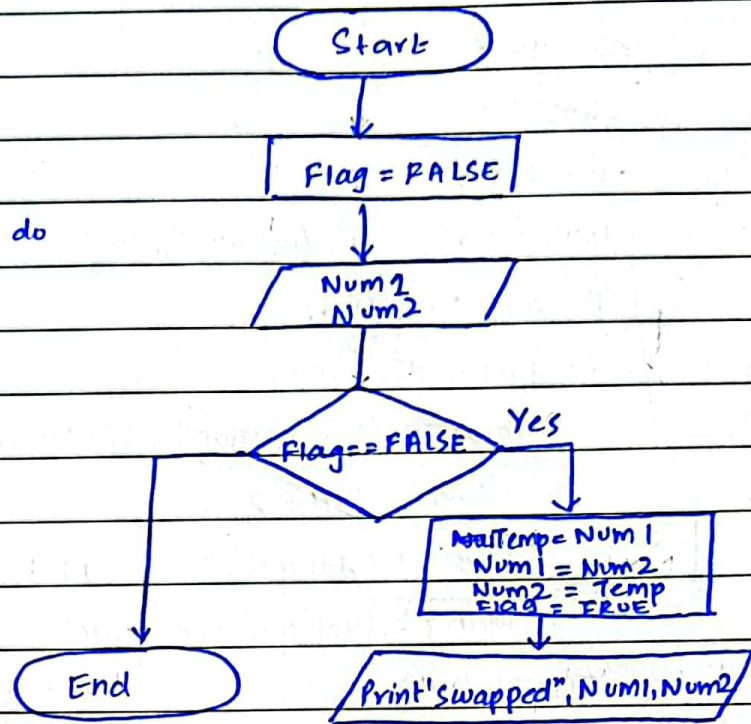 Start
Flag = FALSE
do
Num1
Num2
Flag==FALSE
Yes
Temp= Num1
Num1 = Num2
Num2 = Temp
Flag = TRUE
End
Print'swapped", Num1, Num2